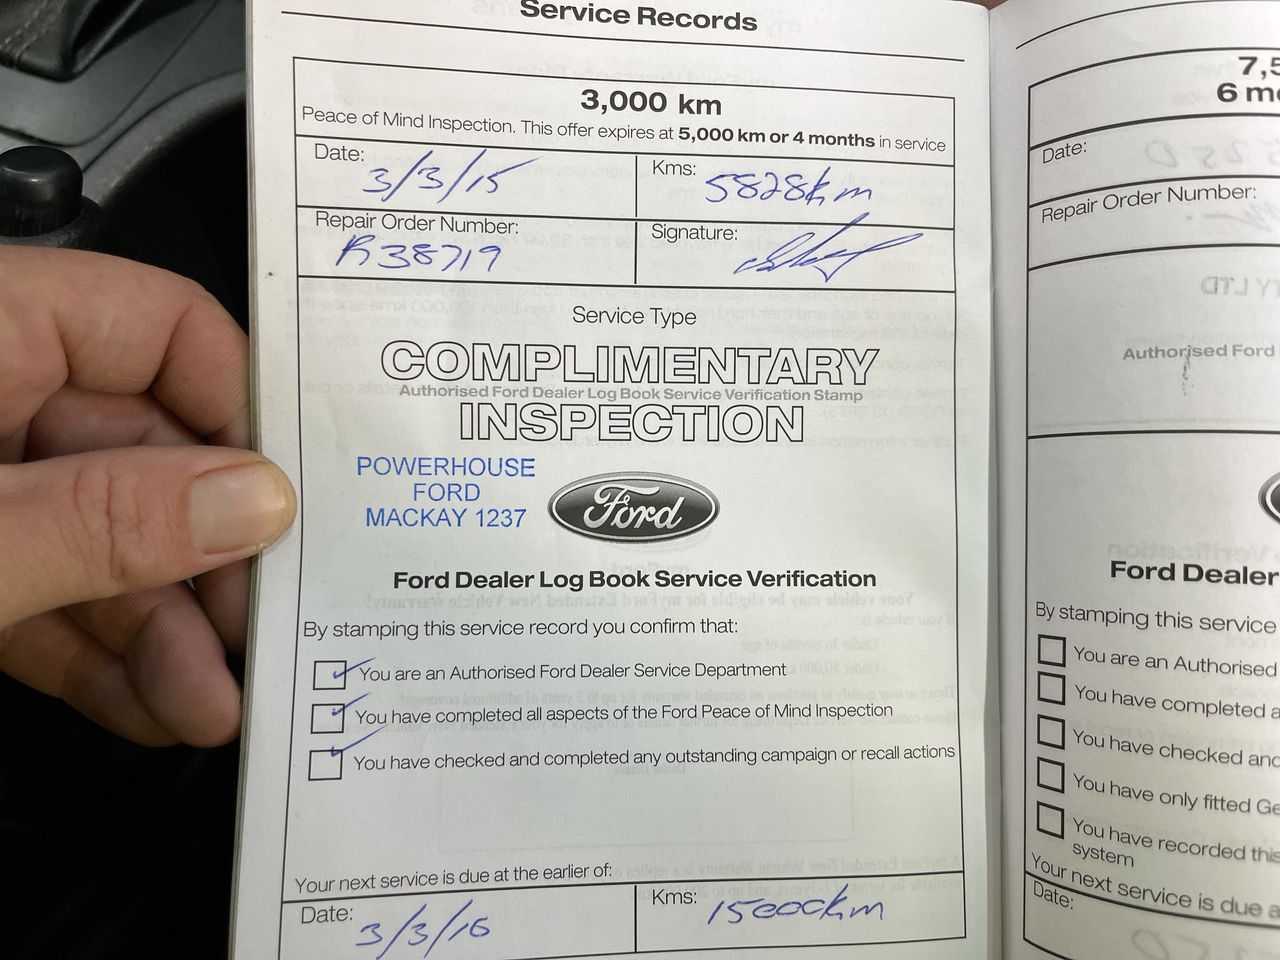 Service Records
3,000 km
Peace of Mind Inspection. This offer expires at 5,000 km or 4 months in service
Date: 3/3/15
Kms: 5828km
Repair Order Number: R38719
Signature:
Service Type
COMPLIMENTARY
Authorised Ford Dealer Log Book Service Verification Stamp
INSPECTION
POWERHOUSE
FORD
MACKAY 1237
Ford
Ford Dealer Log Book Service Verification
By stamping this service record you confirm that:
You are an Authorised Ford Dealer Service Department
You have completed all aspects of the Ford Peace of Mind Inspection
You have checked and completed any outstanding campaign or recall actions
Your next service is due at the earlier of:
Date: 3/3/16
Kms: 15000km
7,5
6 mo
Date:
Repair Order Number:
Authorised Ford
Ford Dealer
By stamping this service
You are an Authorised
You have completed a
You have checked and
You have only fitted Ge
You have recorded this
system
Your next service is due a
Date: